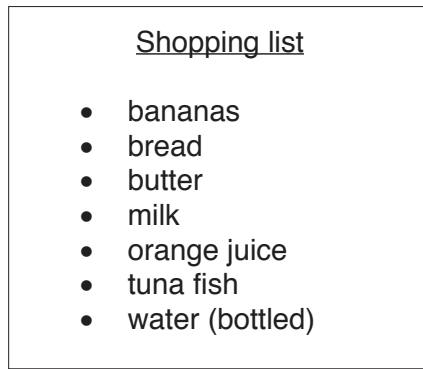 Shopping list
• bananas
• bread
• butter
• milk
• orange juice
• tuna fish
• water (bottled)